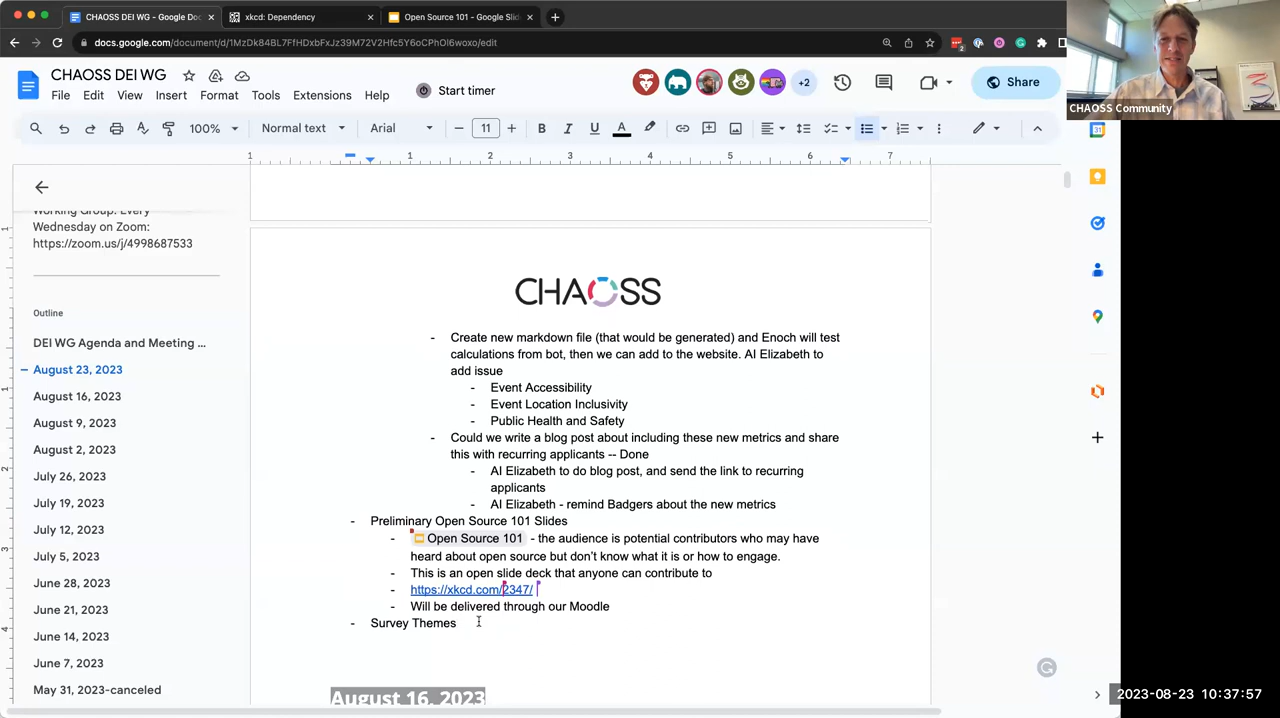 CHAOSS DEI WG - Google Doc
xkcd: Dependency
Open Source 101 - Google Slid
docs.google.com/document/d/1MzDk84BL7FfHDxbFxJz39M72V2Hfc5Y6oCPhOl6woxo/edit
CHAOSS DEI WG
File Edit View Insert Format Tools Extensions Help
Start timer
+2
Share
CHAOSS Community
100% Normal text Arial 11 B I U A
1 1 2 3 4 5 6 7
Working Group: Every
Wednesday on Zoom:
https://zoom.us/j/4998687533
Outline
DEI WG Agenda and Meeting ...
August 23, 2023
August 16, 2023
August 9, 2023
August 2, 2023
July 26, 2023
July 19, 2023
July 12, 2023
July 5, 2023
June 28, 2023
June 21, 2023
June 14, 2023
June 7, 2023
May 31, 2023-canceled
CHAOSS
- Create new markdown file (that would be generated) and Enoch will test
calculations from bot, then we can add to the website. AI Elizabeth to
add issue
- Event Accessibility
- Event Location Inclusivity
- Public Health and Safety
- Could we write a blog post about including these new metrics and share
this with recurring applicants -- Done
- AI Elizabeth to do blog post, and send the link to recurring
applicants
- AI Elizabeth - remind Badgers about the new metrics
- Preliminary Open Source 101 Slides
- Open Source 101 - the audience is potential contributors who may have
heard about open source but don't know what it is or how to engage.
- This is an open slide deck that anyone can contribute to
- https://xkcd.com/2347/
- Will be delivered through our Moodle
- Survey Themes
August 16, 2023
2023-08-23 10:37:57